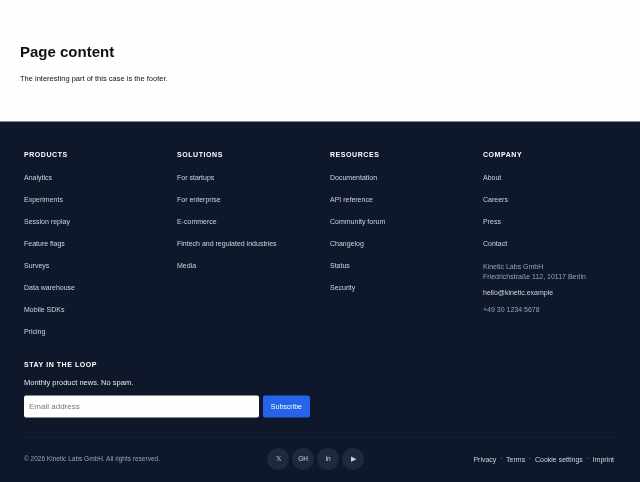 Page content
The interesting part of this case is the footer.
PRODUCTS
Analytics
Experiments
Session replay
Feature flags
Surveys
Data warehouse
Mobile SDKs
Pricing
SOLUTIONS
For startups
For enterprise
E-commerce
Fintech and regulated industries
Media
RESOURCES
Documentation
API reference
Community forum
Changelog
Status
Security
COMPANY
About
Careers
Press
Contact
Kinetic Labs GmbH
Friedrichstraße 112, 10117 Berlin
hello@kinetic.example
+49 30 1234 5678
STAY IN THE LOOP
Monthly product news. No spam.
Email address
Subscribe
© 2026 Kinetic Labs GmbH. All rights reserved.
𝕏 GH in ▶
Privacy · Terms · Cookie settings · Imprint